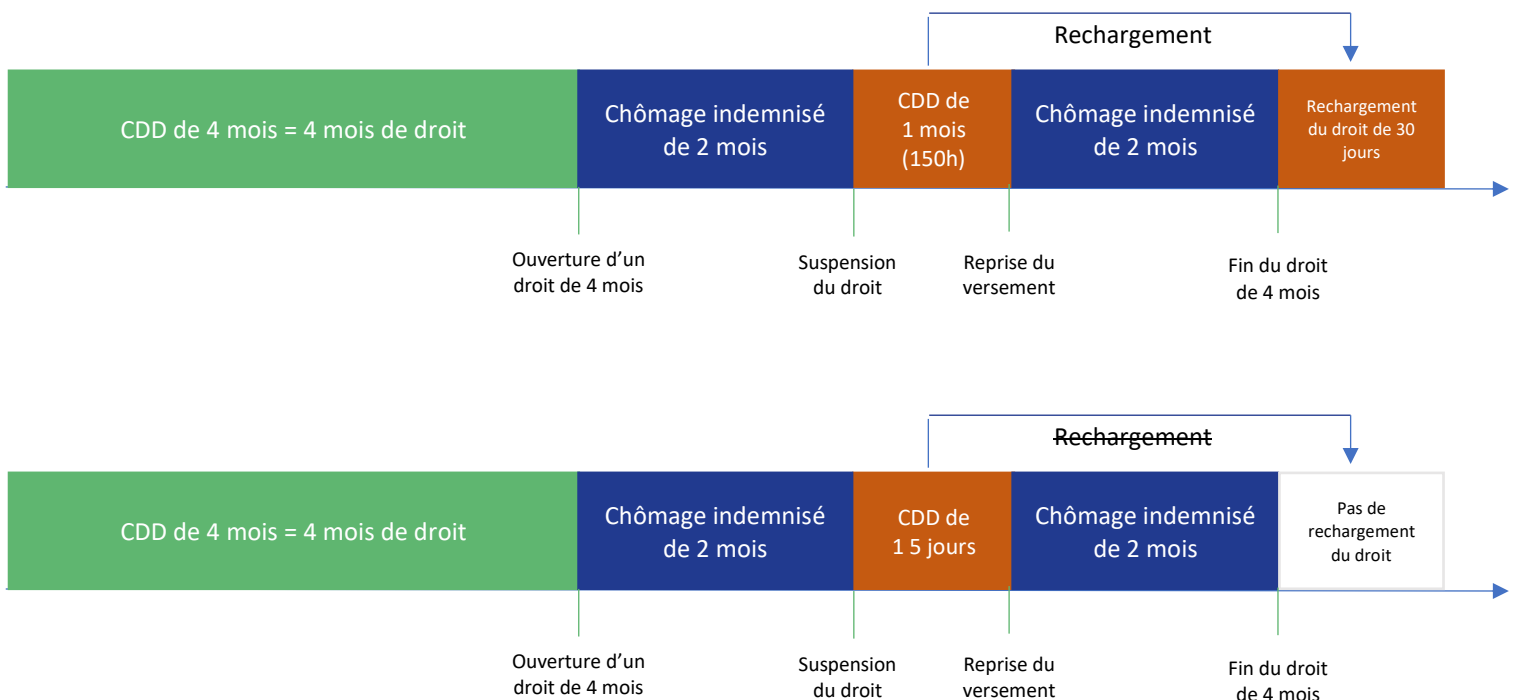 Rechargement
CDD de 4 mois = 4 mois de droit
Chômage indemnisé
de 2 mois
CDD de
1 mois
(150h)
Chômage indemnisé
de 2 mois
Rechargement
du droit de 30
jours
Ouverture d’un
droit de 4 mois
Suspension
du droit
Reprise du
versement
Fin du droit
de 4 mois
Rechargement
CDD de 4 mois = 4 mois de droit
Chômage indemnisé
de 2 mois
CDD de
1 5 jours
Chômage indemnisé
de 2 mois
Pas de
rechargement
du droit
Ouverture d’un
droit de 4 mois
Suspension
du droit
Reprise du
versement
Fin du droit
de 4 mois